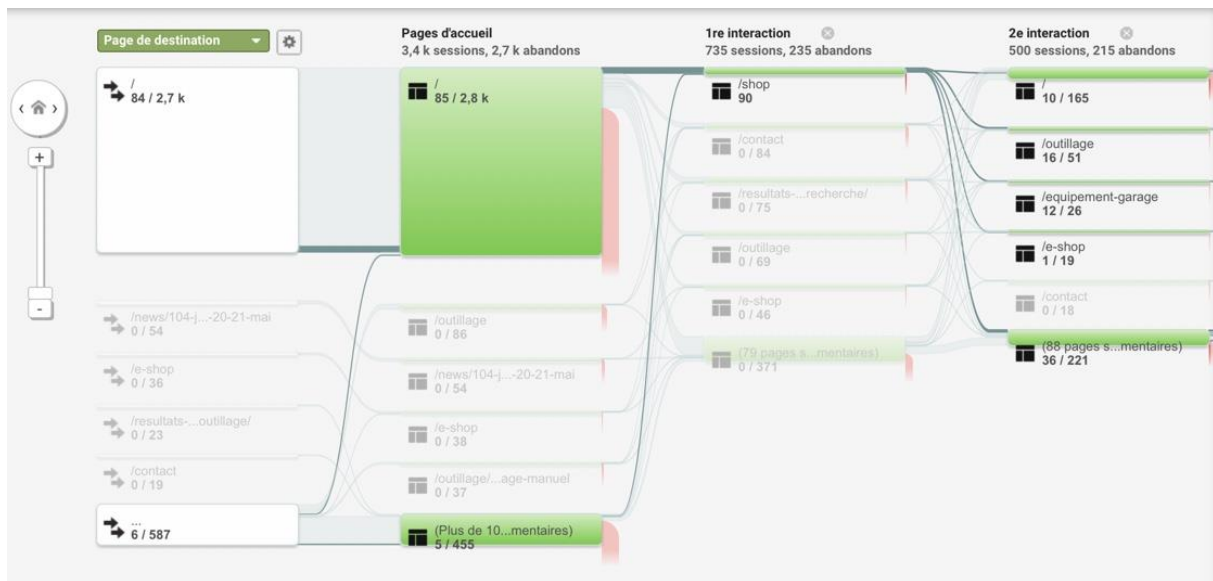 Page de destination
Pages d'accueil
3,4 k sessions, 2,7 k abandons
1re interaction
735 sessions, 235 abandons
2e interaction
500 sessions, 215 abandons
/
84 / 2,7 k
/news/104-j...-20-21-mai
0 / 54
/e-shop
0 / 36
/resultats-...outillage/
0 / 23
/contact
0 / 19
...
6 / 587
/
85 / 2,8 k
/outillage
0 / 86
/news/104-j...-20-21-mai
0 / 54
/e-shop
0 / 38
/outillage/...age-manuel
0 / 37
(Plus de 10...mentaires)
5 / 455
/shop
90
/contact
0 / 84
/resultats-...recherche/
0 / 75
/outillage
0 / 69
/e-shop
0 / 46
(79 pages s...mentaires)
0 / 371
/
10 / 165
/outillage
16 / 51
/equipement-garage
12 / 26
/e-shop
1 / 19
/contact
0 / 18
(88 pages s...mentaires)
36 / 221
+
-